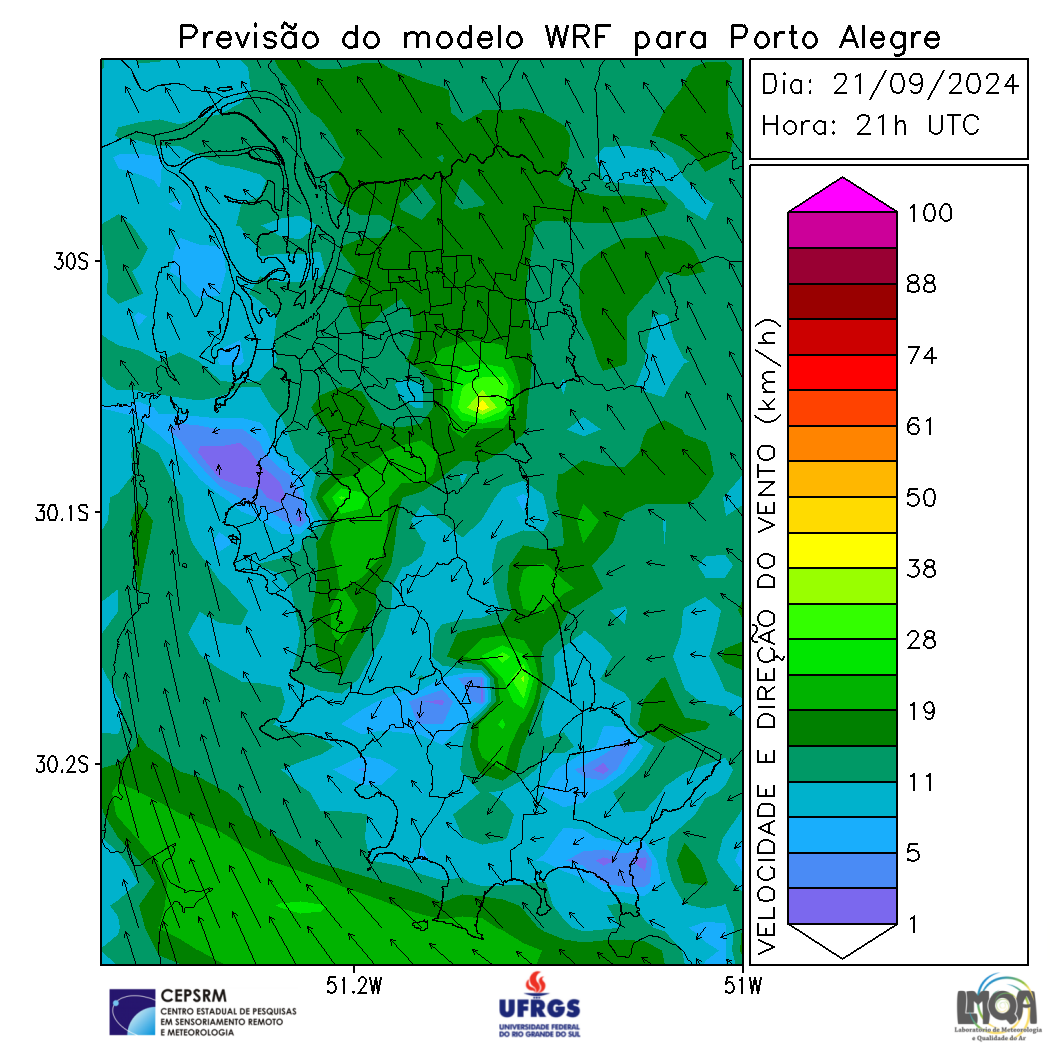 Previsão do modelo WRF para Porto Alegre
Dia: 21/09/2024
Hora: 21h UTC
30S
30.1S
30.2S
51.2W
51W
VELOCIDADE E DIREÇÃO DO VENTO (km/h)
100
88
74
61
50
38
28
19
11
5
1
CEPSRM
CENTRO ESTADUAL DE PESQUISAS
EM SENSORIAMENTO REMOTO
E METEOROLOGIA
UFRGS
UNIVERSIDADE FEDERAL
DO RIO GRANDE DO SUL
LMQA
Laboratório de Meteorologia
e Qualidade do Ar